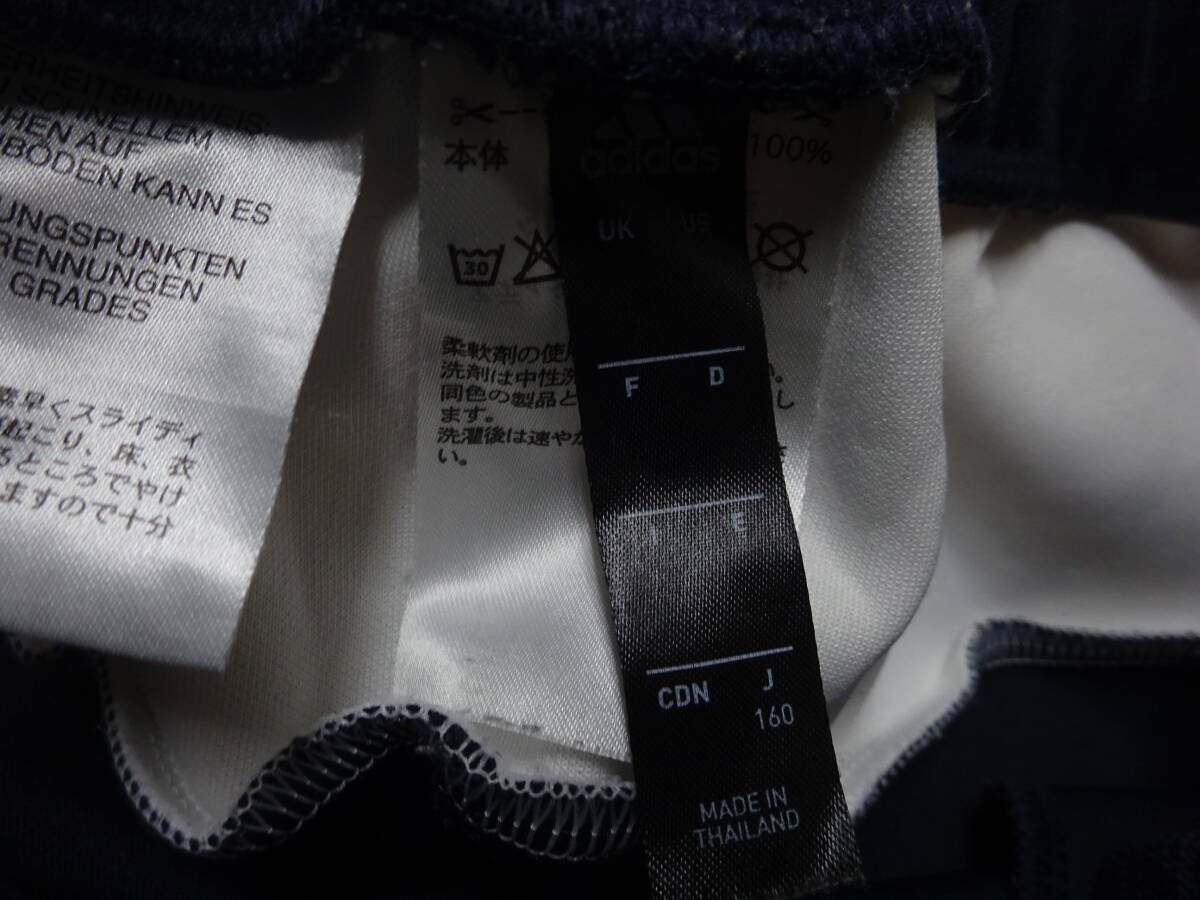 ERHEITSHINWEIS
SCHNELLEM
CHEN AUF
BODEN KANN ES
UNGSPUNKTEN
RENNUNGEN
GRADES
早くスライディ
起こり、床、衣
るところでやけ
ますので十分
本体
100%
30
柔軟剤の使
洗剤は中性洗
同色の製品と
し
ます。
洗濯後は速やか
い。
adidas
UK US
F D
I E
CDN J
160
MADE IN
THAILAND